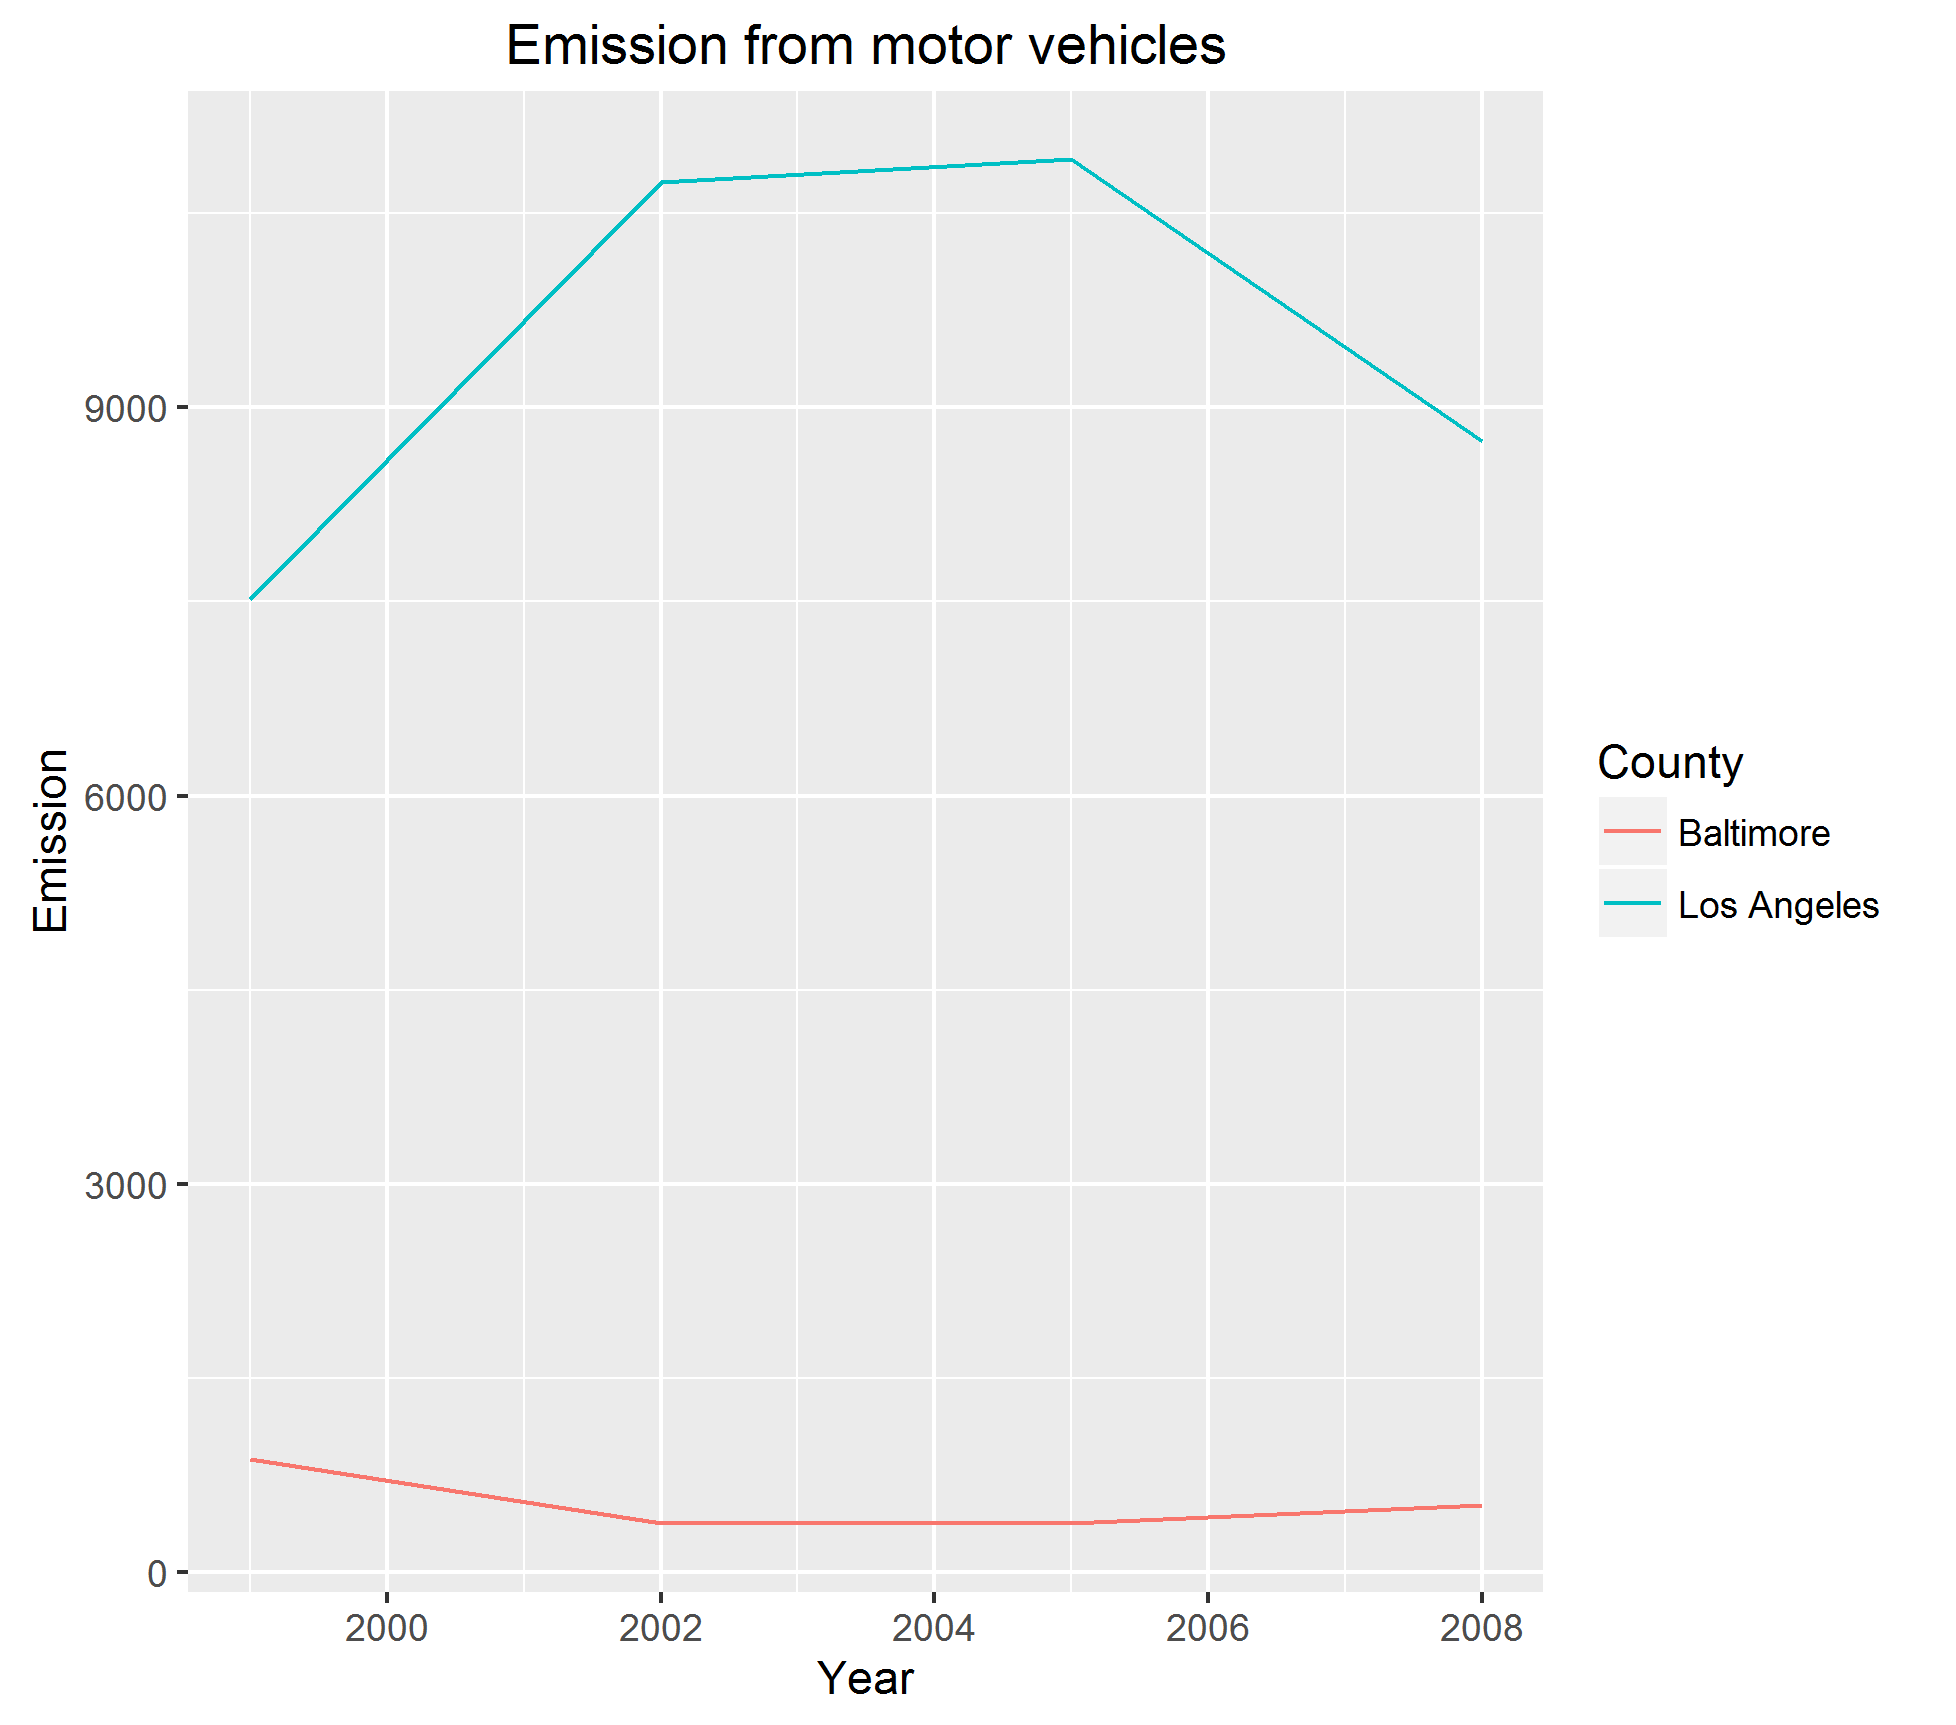 Emission from motor vehicles
Emission
9000
6000
3000
0
2000 2002 2004 2006 2008
Year
County
Baltimore
Los Angeles